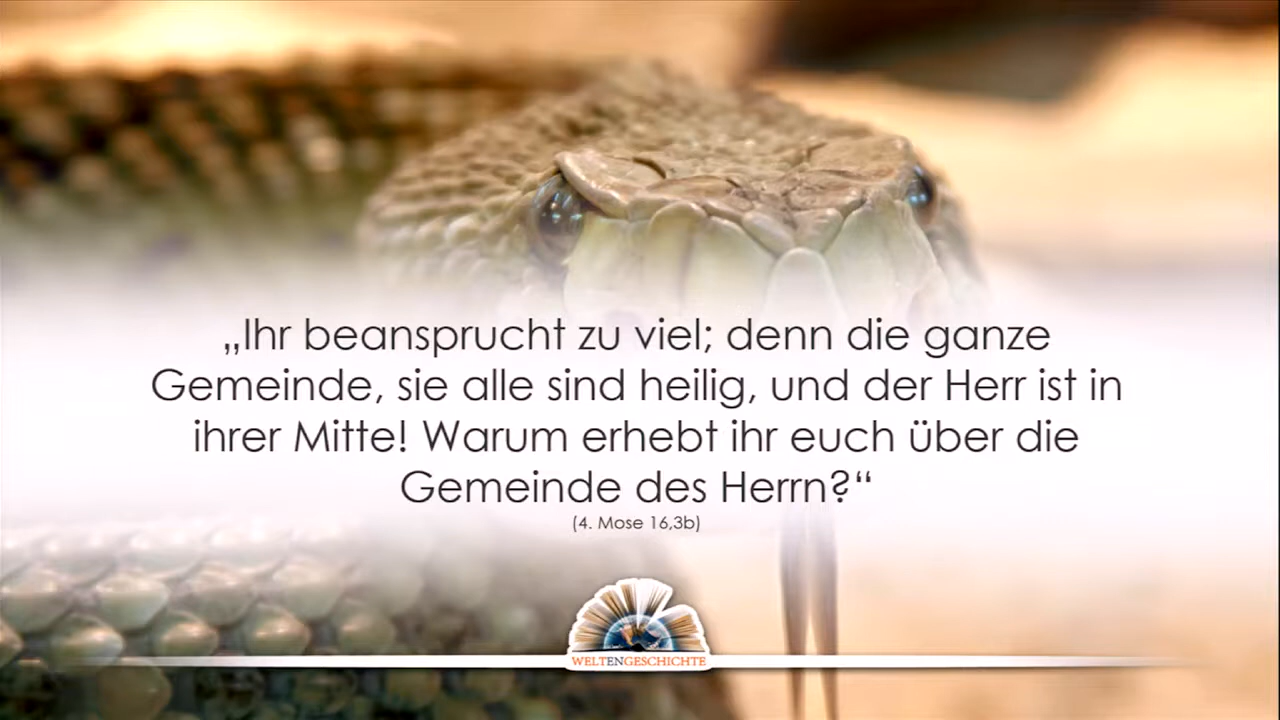 „Ihr beansprucht zu viel; denn die ganze
Gemeinde, sie alle sind heilig, und der Herr ist in
ihrer Mitte! Warum erhebt ihr euch über die
Gemeinde des Herrn?“
(4. Mose 16,3b)
WELTENGESCHICHTE